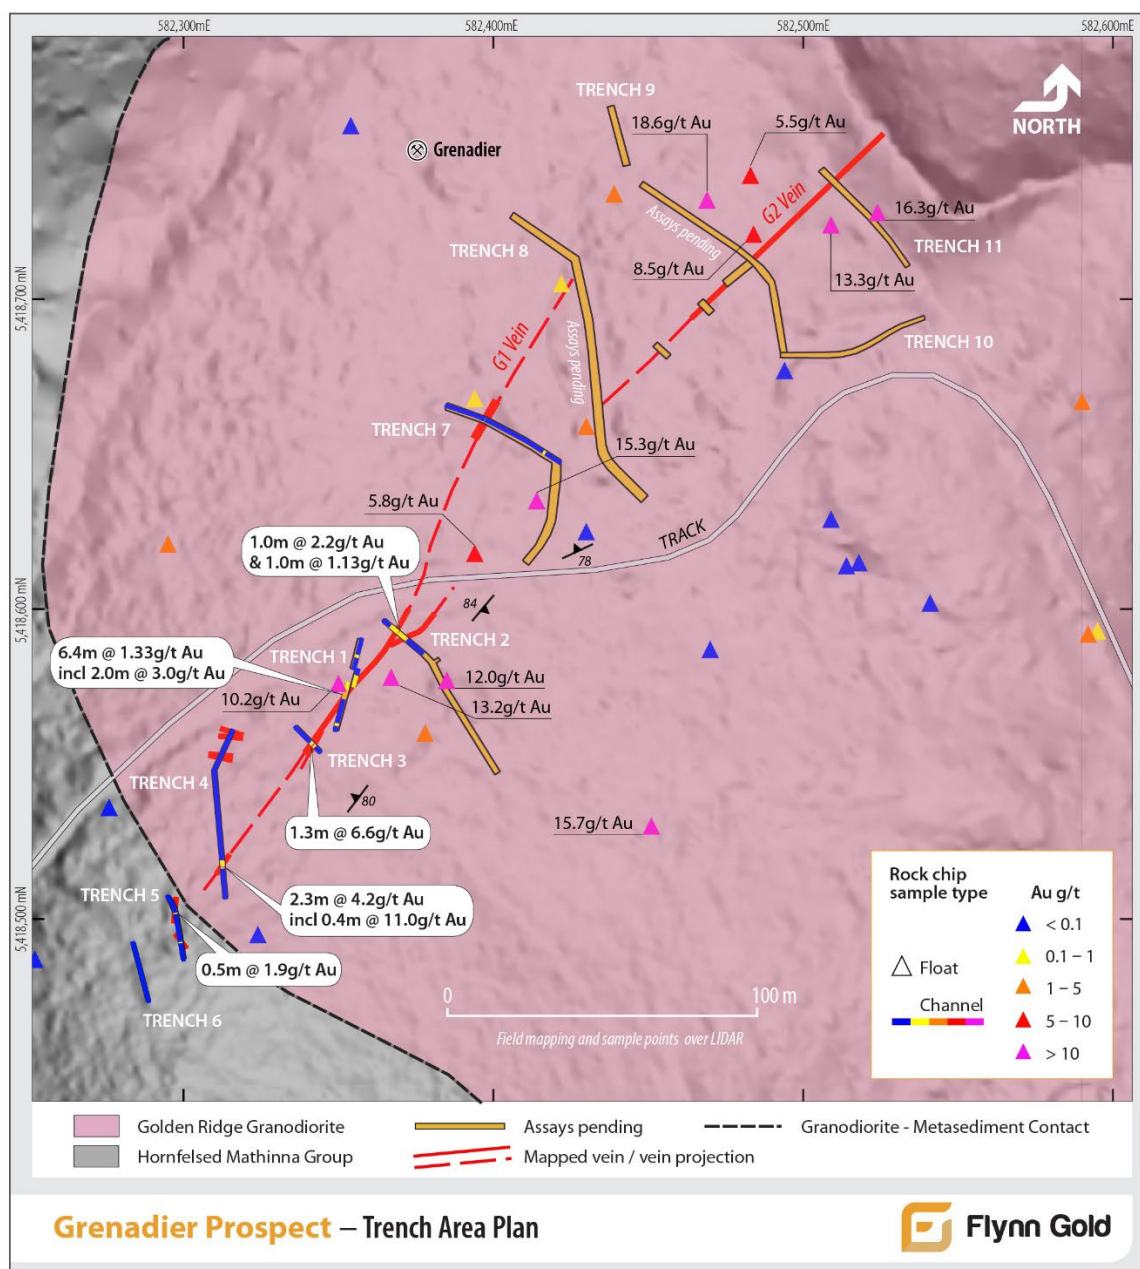 582,300mE
582,400mE
582,500mE
582,600mE
TRENCH 9
18.6g/t Au
5.5g/t Au
NORTH
Grenadier
Assays pending
G2 Vein
16.3g/t Au
TRENCH 8
TRENCH 11
8.5g/t Au
13.3g/t Au
5,418,700 mN
G1 Vein
Assays pending
TRENCH 10
TRENCH 7
15.3g/t Au
5.8g/t Au
TRACK
1.0m @ 2.2g/t Au
& 1.0m @ 1.13g/t Au
78
84
5,418,600 mN
TRENCH 2
6.4m @ 1.33g/t Au
incl 2.0m @ 3.0g/t Au
TRENCH 1
12.0g/t Au
10.2g/t Au
13.2g/t Au
TRENCH 3
TRENCH 4
80
1.3m @ 6.6g/t Au
15.7g/t Au
TRENCH 5
2.3m @ 4.2g/t Au
incl 0.4m @ 11.0g/t Au
5,418,500 mN
0.5m @ 1.9g/t Au
TRENCH 6
0
100 m
Field mapping and sample points over LIDAR
Rock chip
sample type
Au g/t
< 0.1
0.1 – 1
Float
1 – 5
Channel
5 – 10
> 10
Golden Ridge Granodiorite
Assays pending
Granodiorite - Metasediment Contact
Hornfelsed Mathinna Group
Mapped vein / vein projection
Grenadier Prospect – Trench Area Plan
Flynn Gold